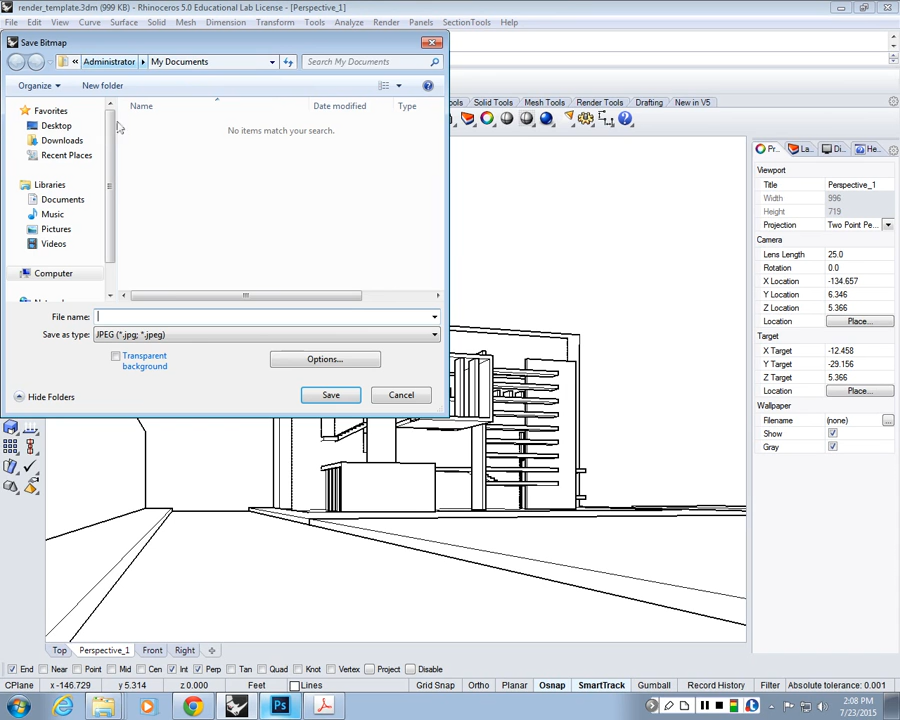 render_template.3dm (999 KB) - Rhinoceros 5.0 Educational Lab License - [Perspective_1]
File Edit View Curve Surface Solid Mesh Dimension Transform Tools Analyze Render Panels SectionTools Help
Save Bitmap
« Administrator My Documents Search My Documents
Organize New folder
Name Date modified Type
No items match your search.
Favorites
Desktop
Downloads
Recent Places
Libraries
Documents
Music
Pictures
Videos
Computer
File name:
Save as type: JPEG (*.jpg; *.jpeg)
Transparent background
Options...
Hide Folders Save Cancel
Solid Tools Mesh Tools Render Tools Drafting New in V5
Pr... La... Di... He...
Viewport
Title Perspective_1
Width 996
Height 719
Projection Two Point Pe...
Camera
Lens Length 25.0
Rotation 0.0
X Location -134.657
Y Location 6.346
Z Location 5.366
Location Place...
Target
X Target -12.458
Y Target -29.156
Z Target 5.366
Location Place...
Wallpaper
Filename (none) ...
Show
Gray
Top Perspective_1 Front Right
End Near Point Mid Cen Int Perp Tan Quad Knot Vertex Project Disable
CPlane x -146.729 y 5.314 z 0.000 Feet Lines Grid Snap Ortho Planar Osnap SmartTrack Gumball Record History Filter Absolute tolerance: 0.001
Ps
2:08 PM
7/23/2015